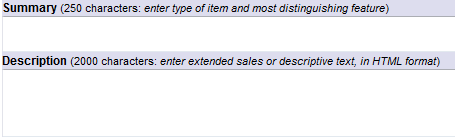 Summary (250 characters: enter type of item and most distinguishing feature)
Description (2000 characters: enter extended sales or descriptive text, in HTML format)